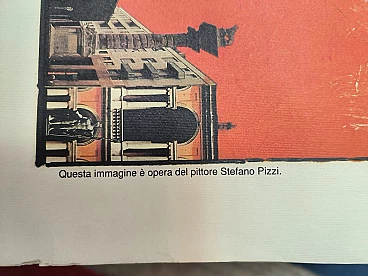 Questa immagine è opera del pittore Stefano Pizzi.